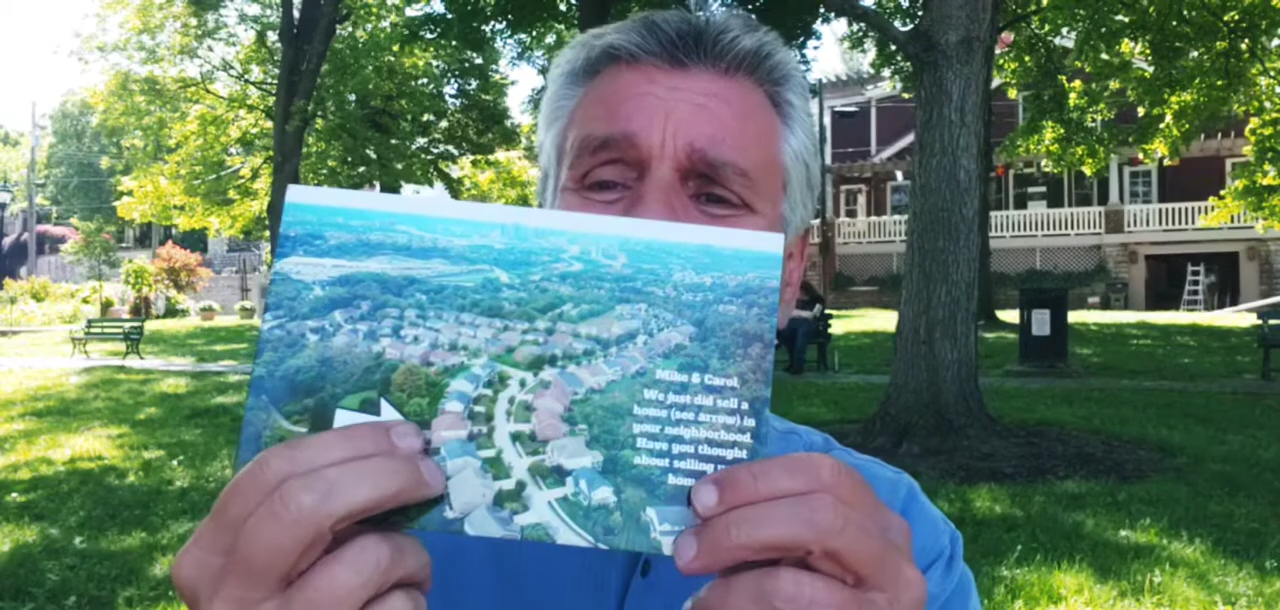 Mike & Carol,
We just did sell a
home (see arrow) in
your neighborhood.
Have you thought
about selling